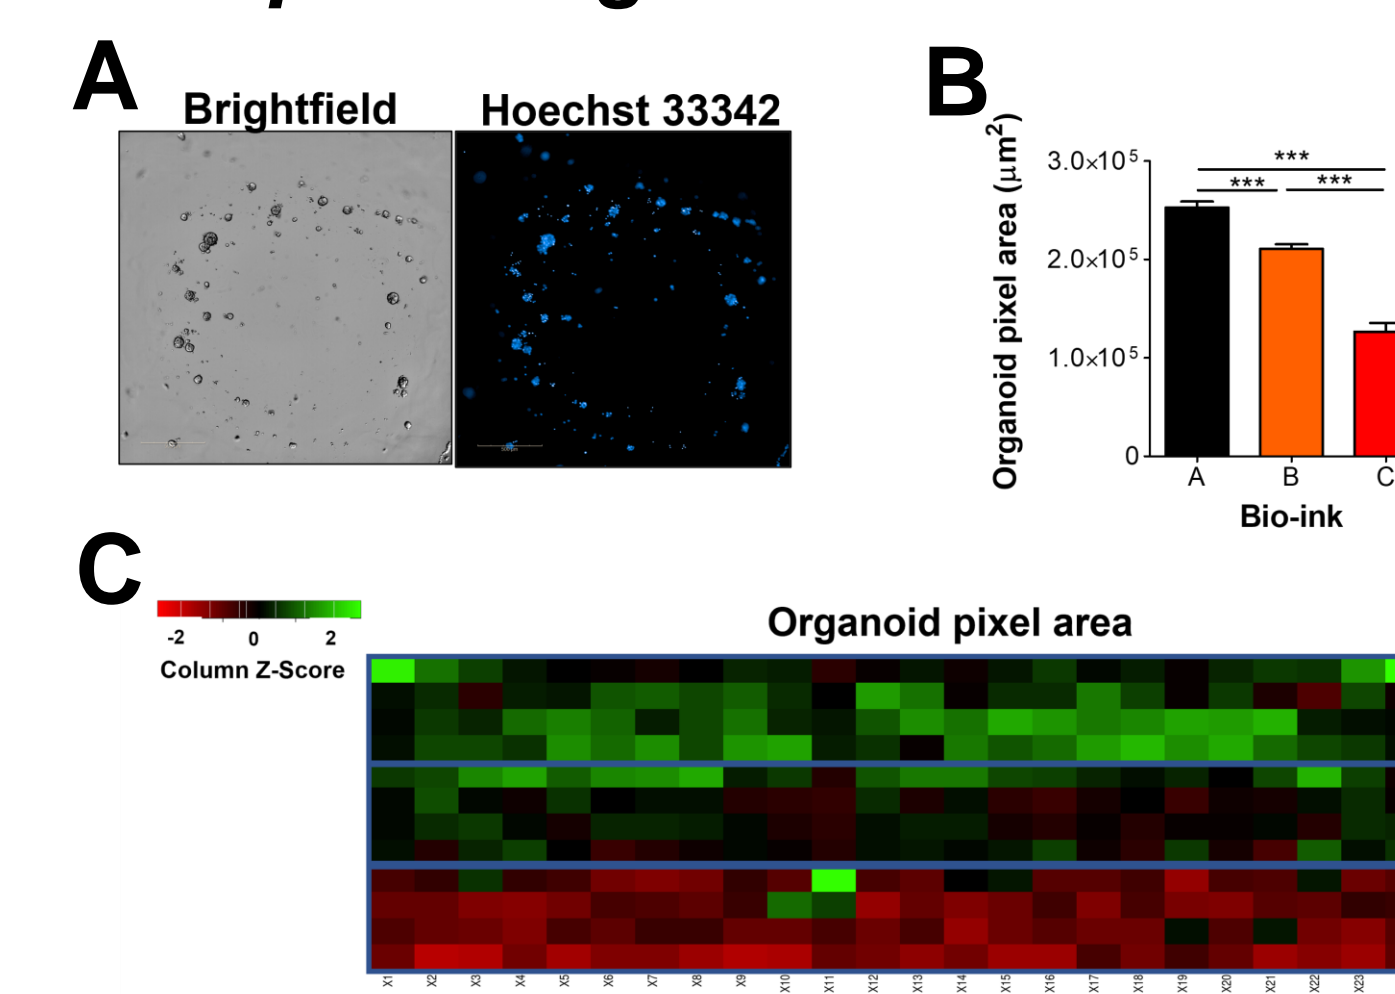 A
Brightfield
Hoechst 33342
B
Organoid pixel area (μm²)
3.0×10⁵
2.0×10⁵
1.0×10⁵
0
***
***
***
A
B
C
Bio-ink
C
-2
0
2
Column Z-Score
Organoid pixel area
X1
X2
X3
X4
X5
X6
X7
X8
X9
X10
X11
X12
X13
X14
X15
X16
X17
X18
X19
X20
X21
X22
X23